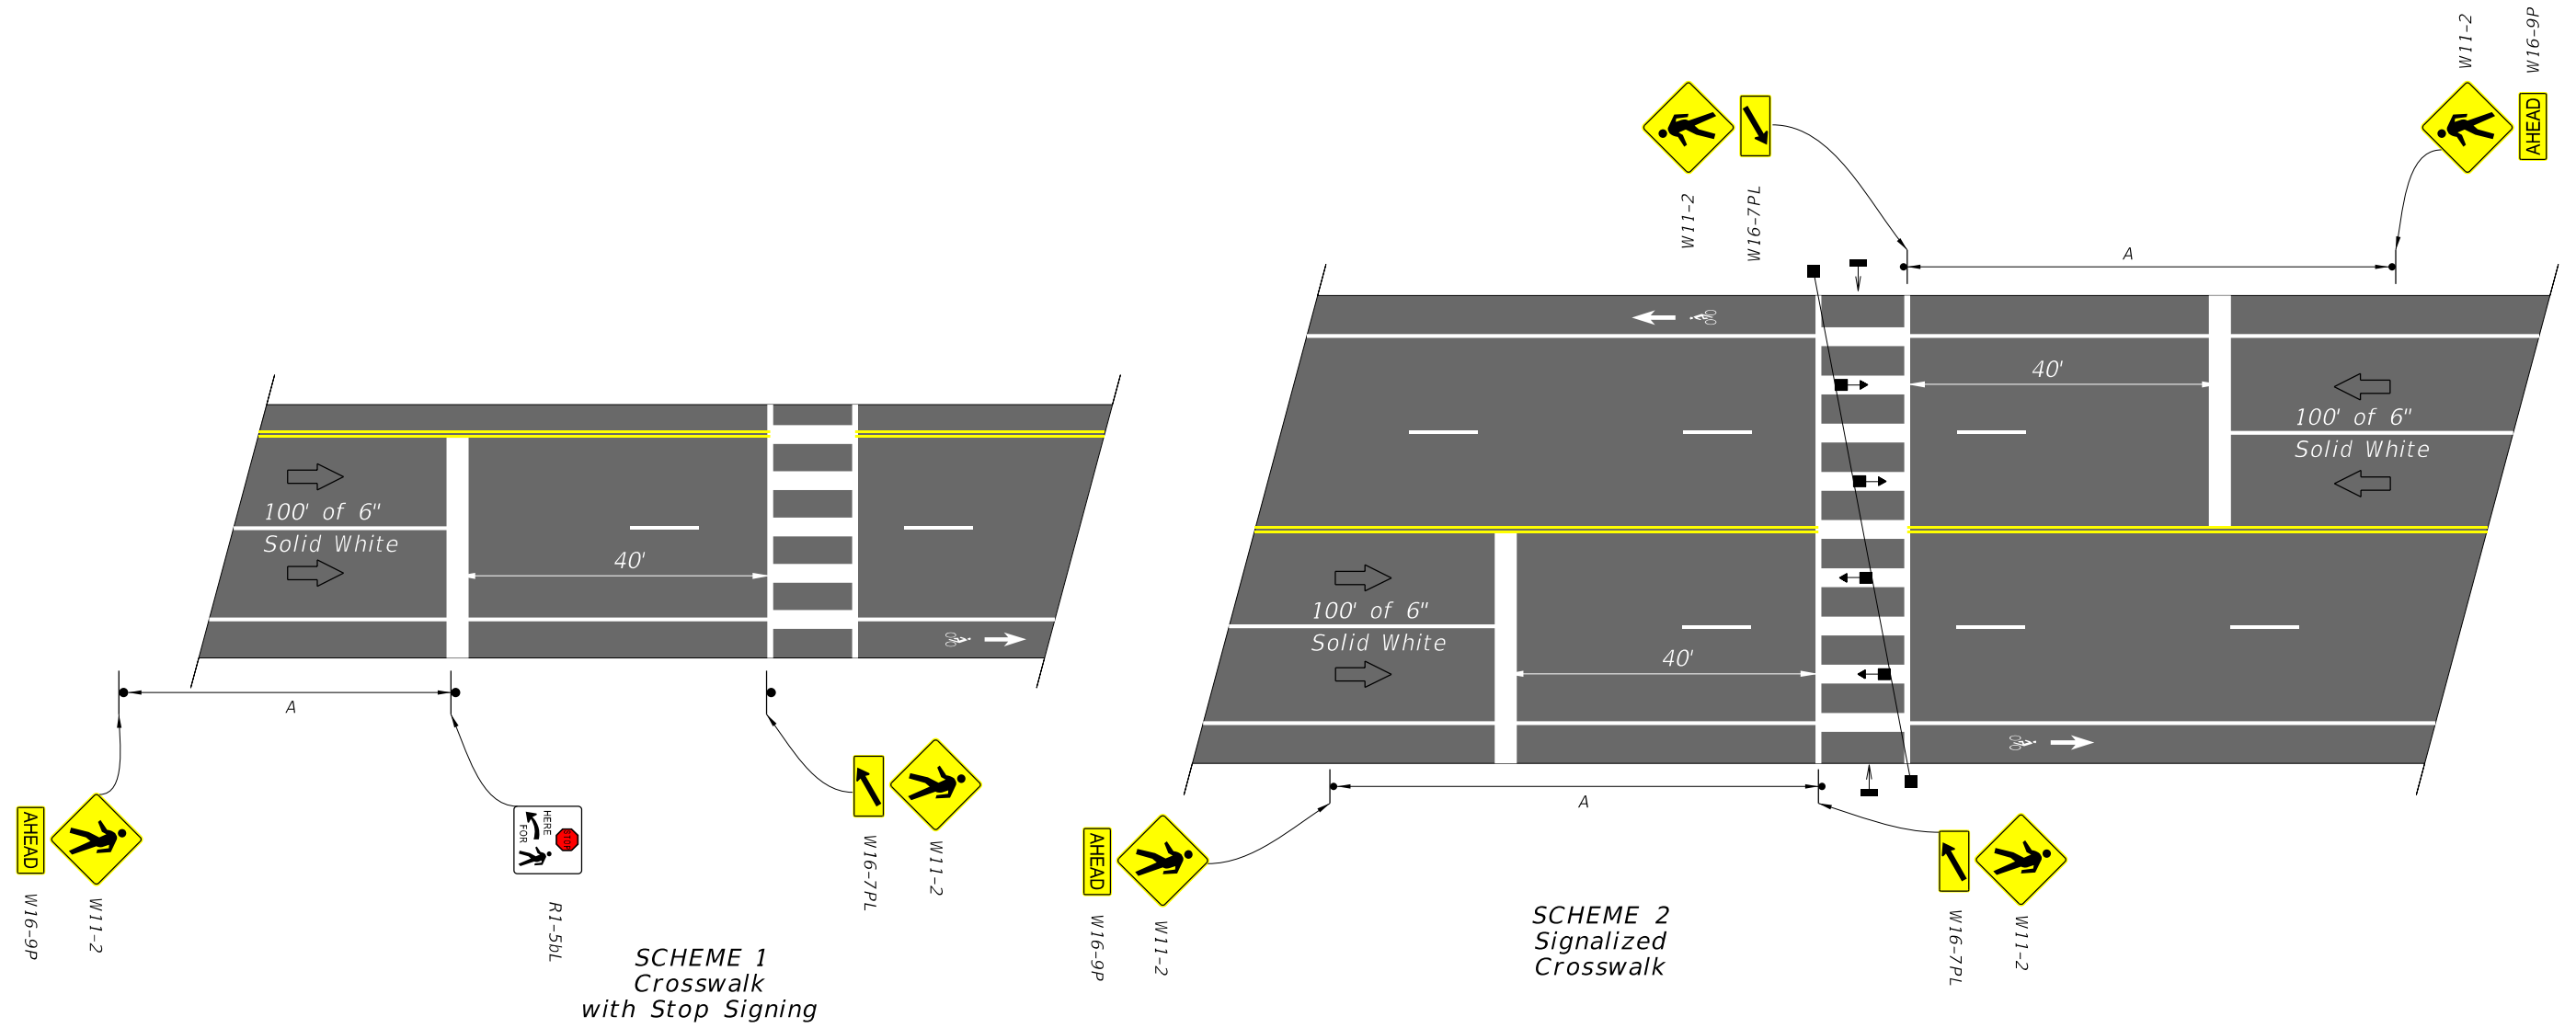 100' of 6"
Solid White
40'
A
AHEAD
W16-9P
W11-2
STOP
HERE
FOR
R1-5bL
W16-7PL
W11-2
SCHEME 1
Crosswalk
with Stop Signing
W11-2
W16-7PL
W11-2
W16-9P
AHEAD
A
40'
100' of 6"
Solid White
100' of 6"
Solid White
40'
A
AHEAD
W16-9P
W11-2
W16-7PL
W11-2
SCHEME 2
Signalized
Crosswalk